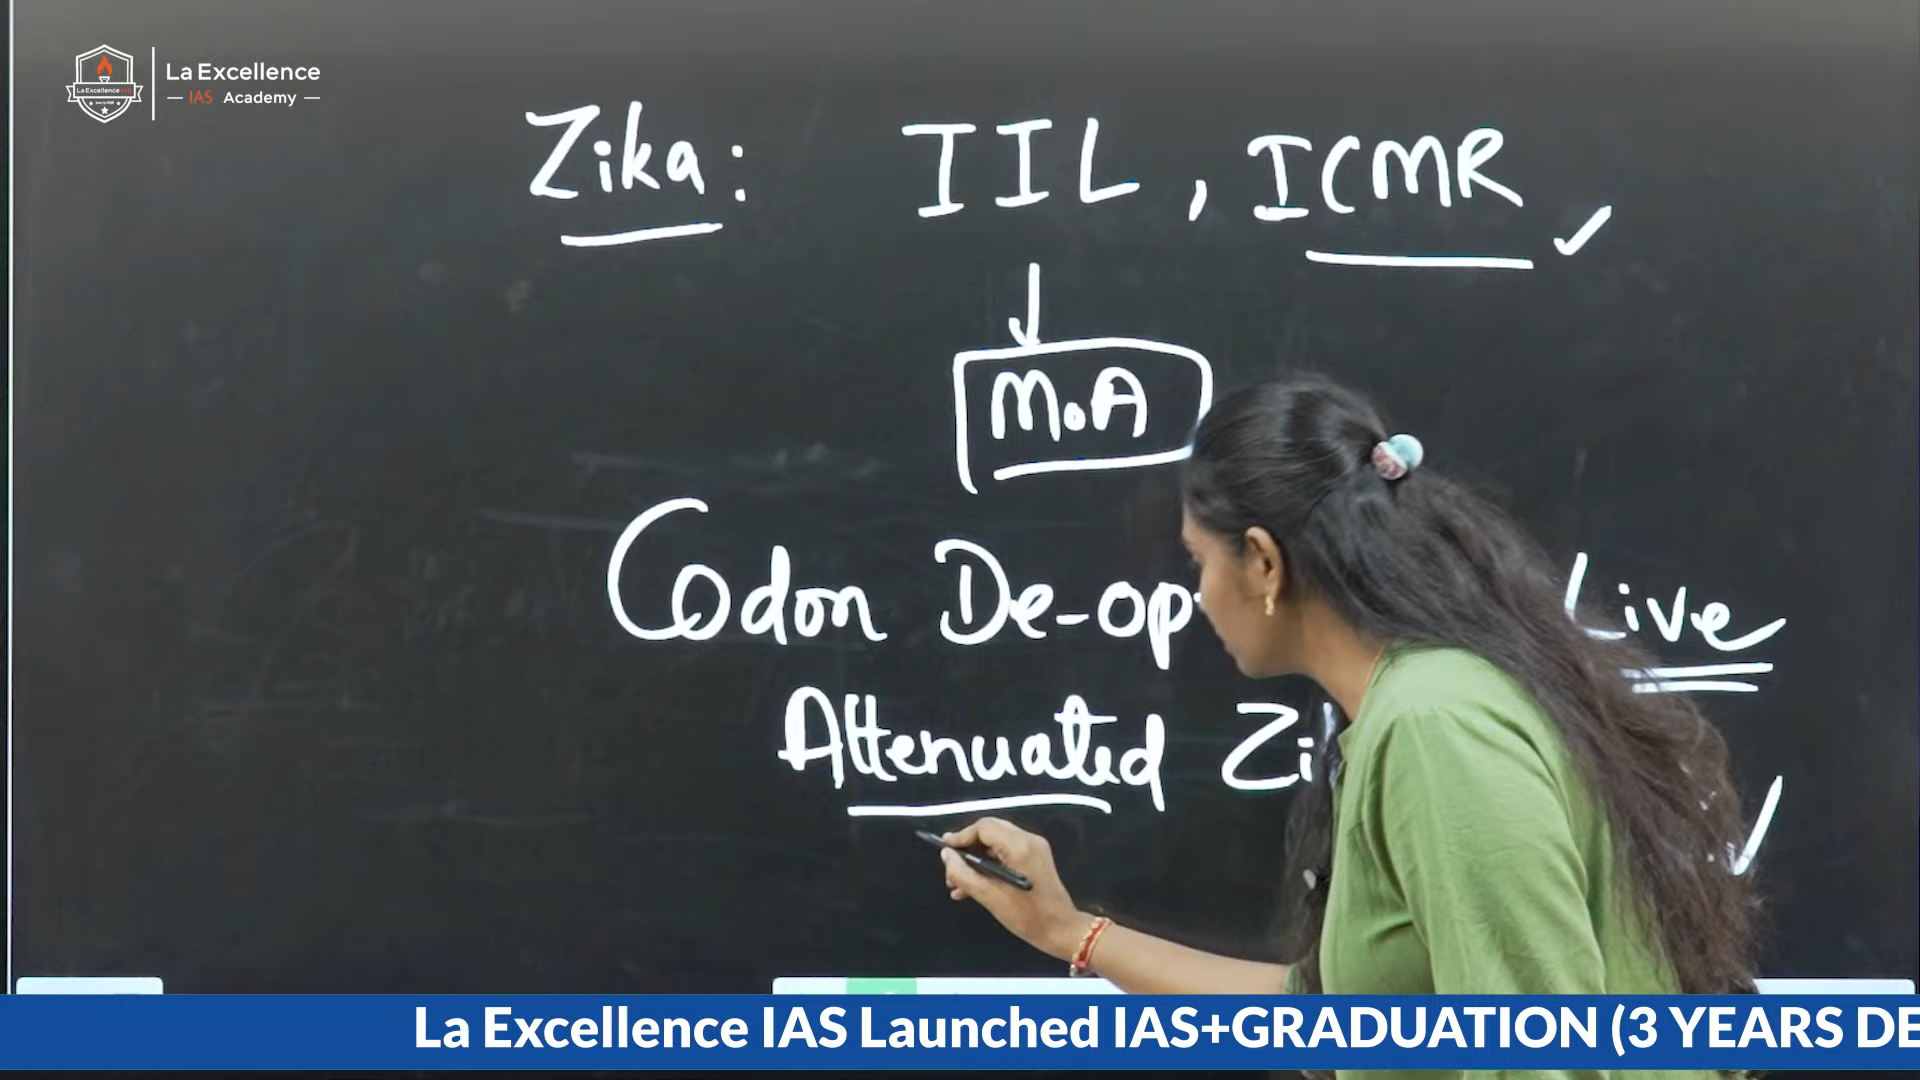 La Excellence
IAS Academy
Zika: IIL, ICMR
MoA
Codon De-op Live
Attenuated Zi
La Excellence IAS Launched IAS+GRADUATION (3 YEARS DE